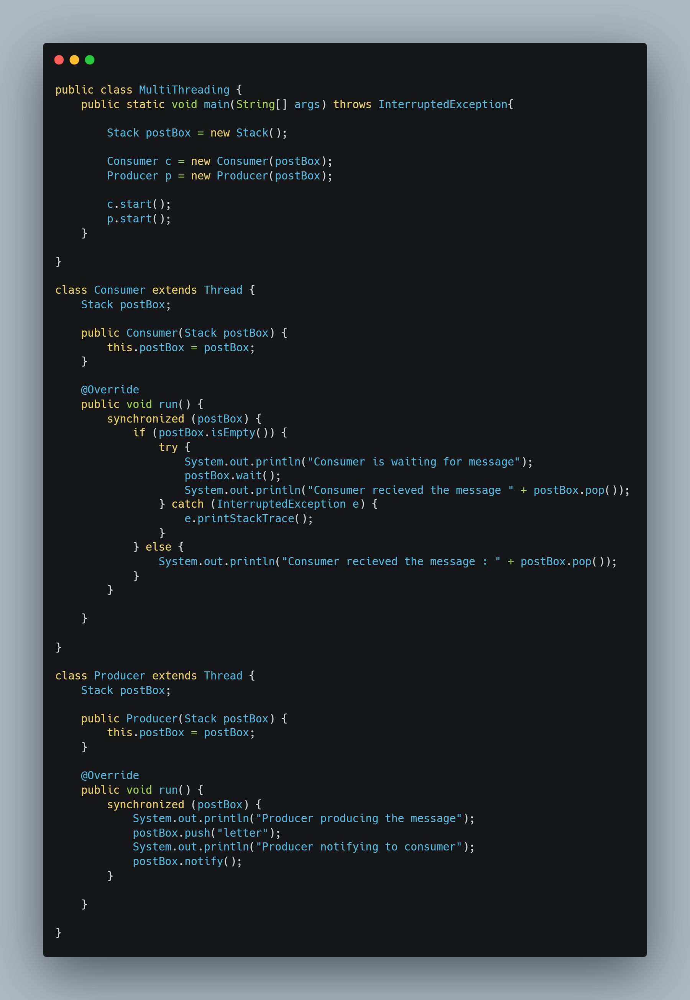 public class MultiThreading {
    public static void main(String[] args) throws InterruptedException{

        Stack postBox = new Stack();

        Consumer c = new Consumer(postBox);
        Producer p = new Producer(postBox);

        c.start();
        p.start();
    }

}

class Consumer extends Thread {
    Stack postBox;

    public Consumer(Stack postBox) {
        this.postBox = postBox;
    }

    @Override
    public void run() {
        synchronized (postBox) {
            if (postBox.isEmpty()) {
                try {
                    System.out.println("Consumer is waiting for message");
                    postBox.wait();
                    System.out.println("Consumer recieved the message " + postBox.pop());
                } catch (InterruptedException e) {
                    e.printStackTrace();
                }
            } else {
                System.out.println("Consumer recieved the message : " + postBox.pop());
            }
        }

    }

}

class Producer extends Thread {
    Stack postBox;

    public Producer(Stack postBox) {
        this.postBox = postBox;
    }

    @Override
    public void run() {
        synchronized (postBox) {
            System.out.println("Producer producing the message");
            postBox.push("letter");
            System.out.println("Producer notifying to consumer");
            postBox.notify();
        }

    }

}